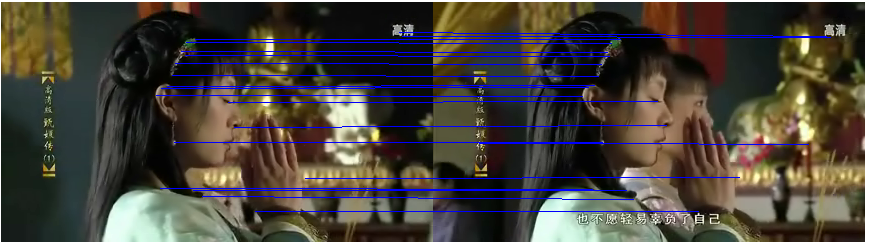 高清
高清版 甄嬛传 (1)
高清
高清版 甄嬛传 (1)
也不愿轻易辜负了自己